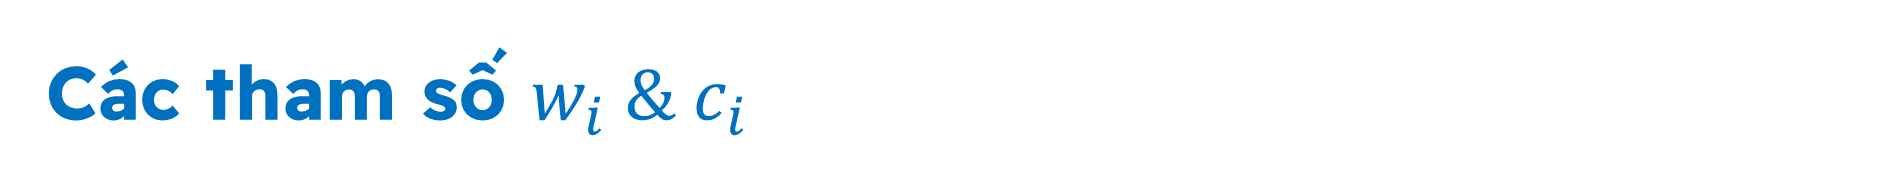 Các tham số $w_i$ & $c_i$